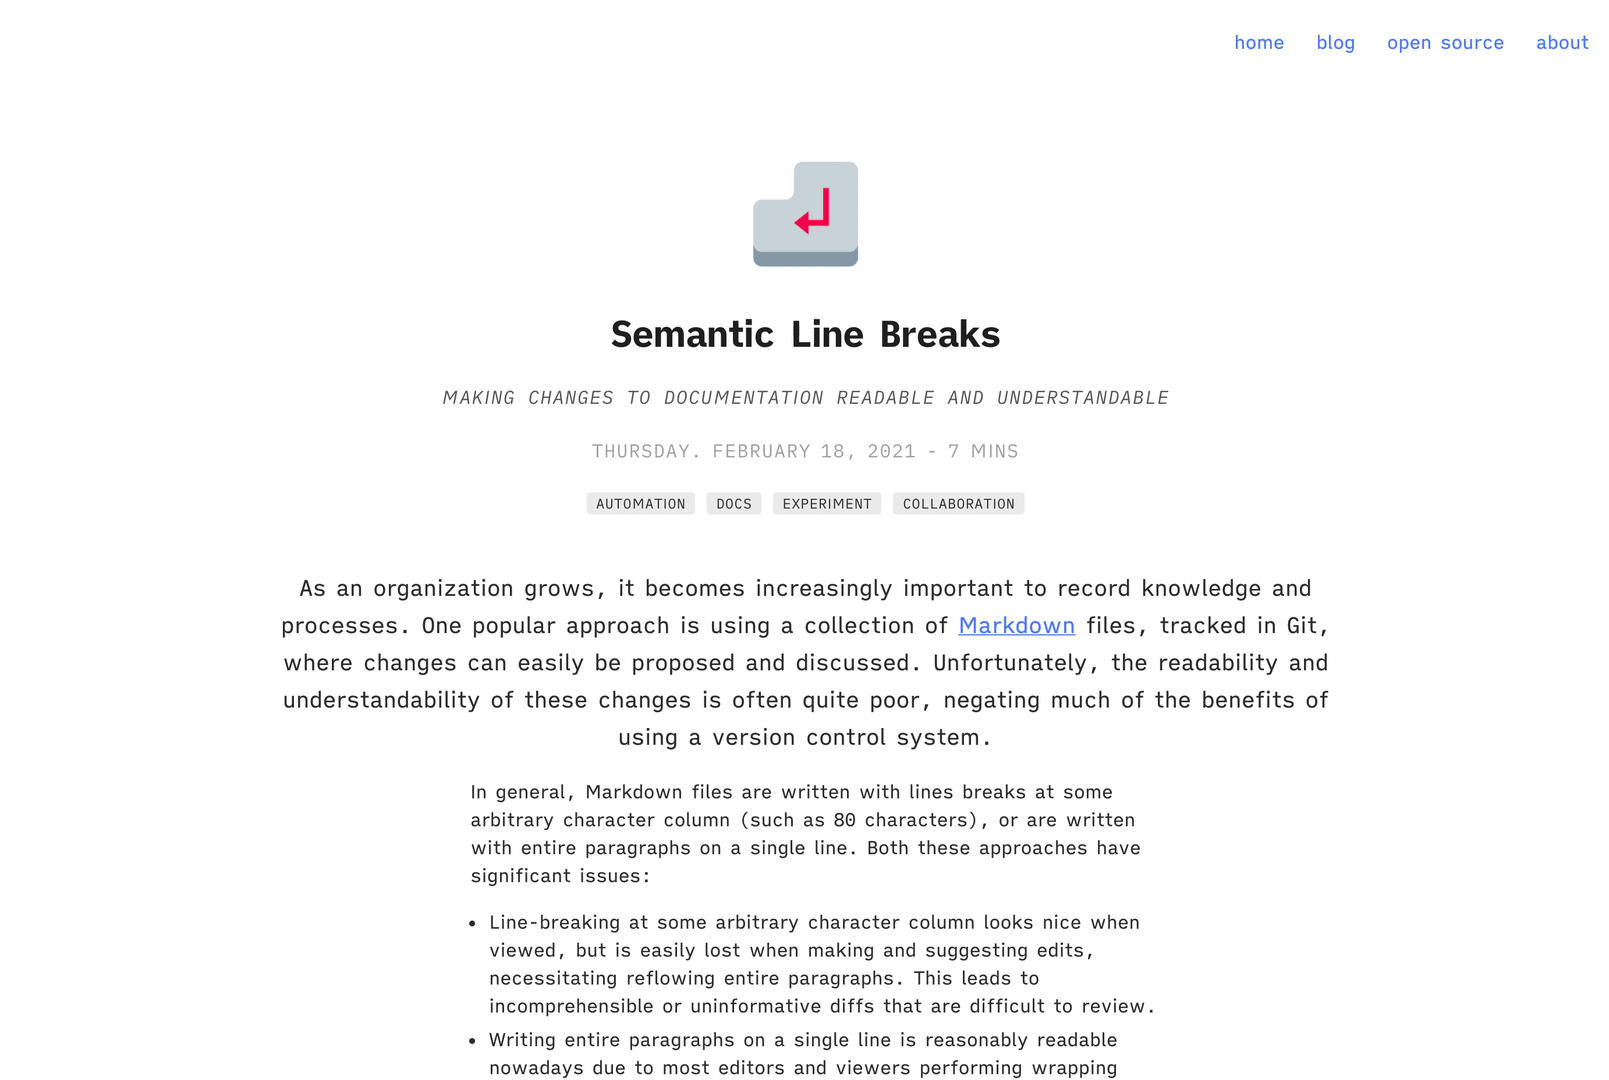 home blog open source about
Semantic Line Breaks
MAKING CHANGES TO DOCUMENTATION READABLE AND UNDERSTANDABLE
THURSDAY. FEBRUARY 18, 2021 - 7 MINS
AUTOMATION DOCS EXPERIMENT COLLABORATION
As an organization grows, it becomes increasingly important to record knowledge and
processes. One popular approach is using a collection of Markdown files, tracked in Git,
where changes can easily be proposed and discussed. Unfortunately, the readability and
understandability of these changes is often quite poor, negating much of the benefits of
using a version control system.
In general, Markdown files are written with lines breaks at some
arbitrary character column (such as 80 characters), or are written
with entire paragraphs on a single line. Both these approaches have
significant issues:
• Line-breaking at some arbitrary character column looks nice when
viewed, but is easily lost when making and suggesting edits,
necessitating reflowing entire paragraphs. This leads to
incomprehensible or uninformative diffs that are difficult to review.
• Writing entire paragraphs on a single line is reasonably readable
nowadays due to most editors and viewers performing wrapping